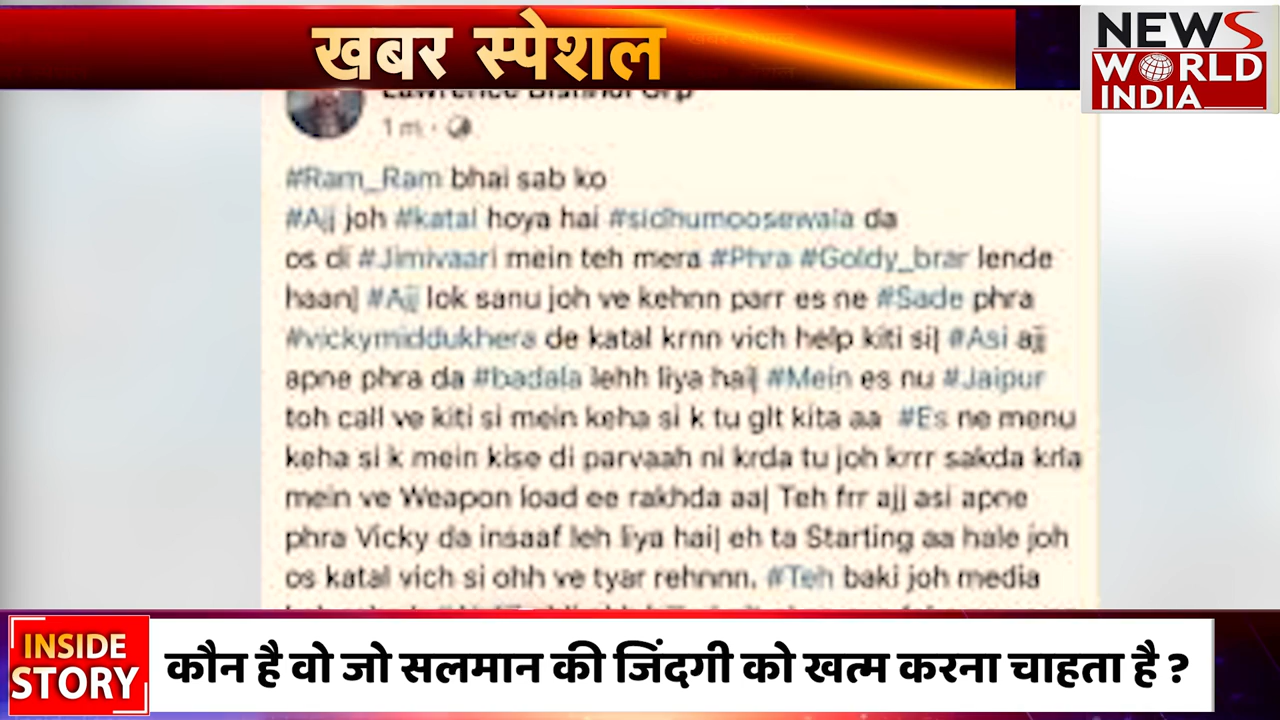 खबर स्पेशल
NEWS
WORLD
INDIA
Lawrence Bishnoi Grp
1 m ·
#Ram_Ram bhai sab ko
#Ajj joh #katal hoya hai #sidhumoosewala da
os di #Jimivaari mein teh mera #Phra #Goldy_brar lende
haan| #Ajj lok sanu joh ve kehnn parr es ne #Sade phra
#vickymiddukhera de katal krnn vich help kiti si| #Asi ajj
apne phra da #badala lehh liya hai| #Mein es nu #Jaipur
toh call ve kiti si mein keha si k tu glt kita aa #Es ne menu
keha si k mein kise di parvaah ni krda tu joh krrr sakda krla
mein ve Weapon load ee rakhda aa| Teh frr ajj asi apne
phra Vicky da insaaf leh liya hai| eh ta Starting aa hale joh
os katal vich si ohh ve tyar rehnnn. #Teh baki joh media
INSIDE
STORY
कौन है वो जो सलमान की जिंदगी को खत्म करना चाहता है ?